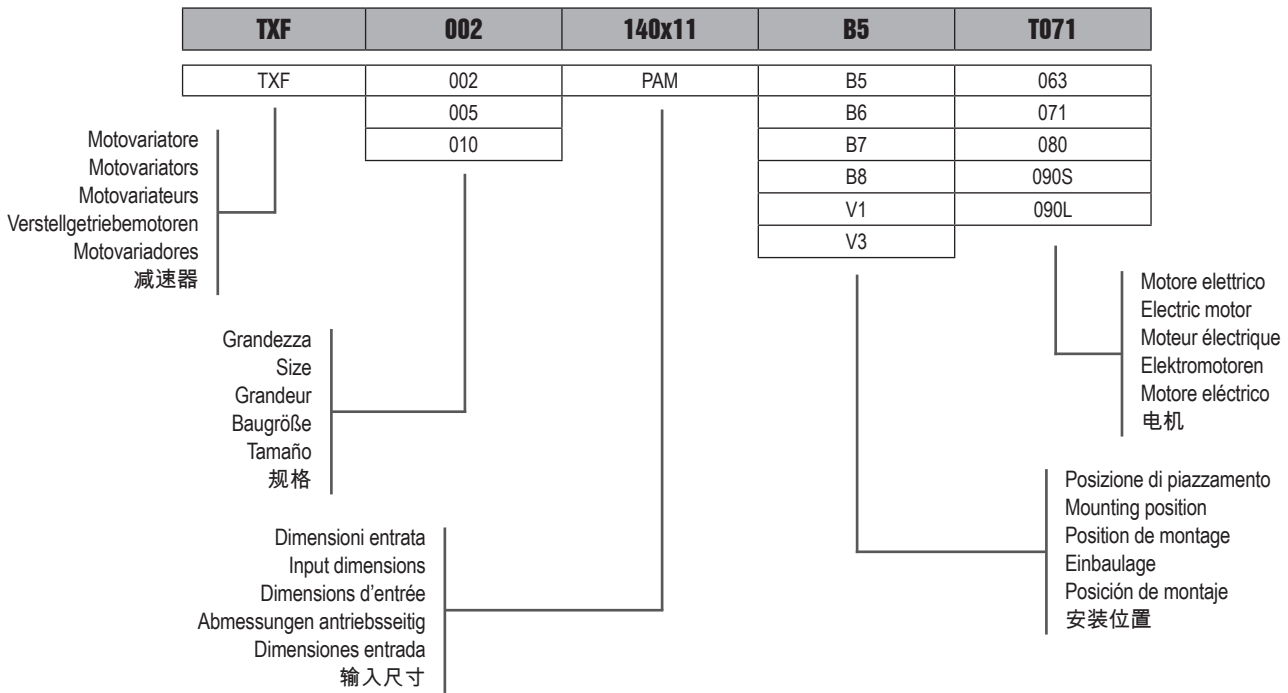 TXF 002 140x11 B5 T071
TXF 002 PAM B5 063
005 B6 071
010 B7 080
B8 090S
V1 090L
V3
Motovariatore
Motovariators
Motovariateurs
Verstellgetriebemotoren
Motovariadores
减速器
Grandezza
Size
Grandeur
Baugröße
Tamaño
规格
Dimensioni entrata
Input dimensions
Dimensions d’entrée
Abmessungen antriebsseitig
Dimensiones entrada
输入尺寸
Motore elettrico
Electric motor
Moteur électrique
Elektromotoren
Motore eléctrico
电机
Posizione di piazzamento
Mounting position
Position de montage
Einbaulage
Posición de montaje
安装位置